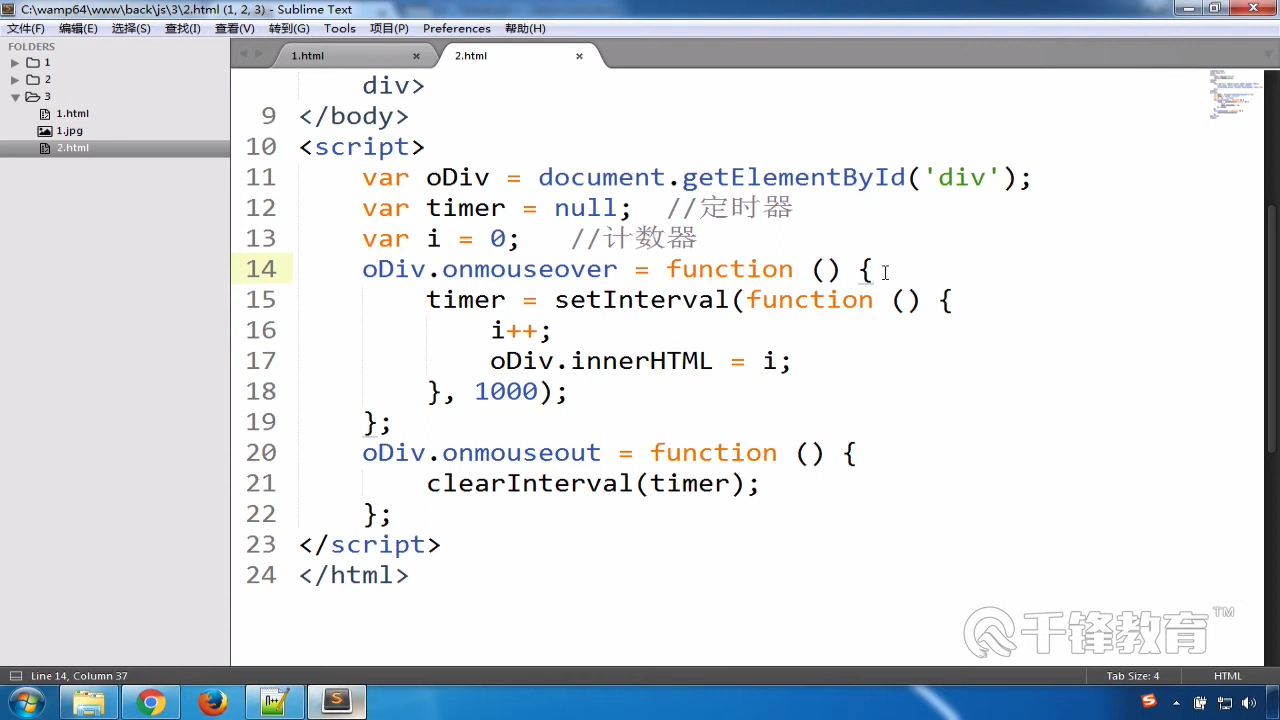 C:\wamp64\www\back\js\3\2.html (1, 2, 3) - Sublime Text
文件(F) 编辑(E) 选择(S) 查找(I) 查看(V) 转到(G) Tools 项目(P) Preferences 帮助(H)
FOLDERS
1
2
3
1.html
1.jpg
2.html
1.html × 2.html ×
div>
9 </body>
10 <script>
11 var oDiv = document.getElementById('div');
12 var timer = null; //定时器
13 var i = 0; //计数器
14 oDiv.onmouseover = function () {
15 timer = setInterval(function () {
16 i++;
17 oDiv.innerHTML = i;
18 }, 1000);
19 };
20 oDiv.onmouseout = function () {
21 clearInterval(timer);
22 };
23 </script>
24 </html>
千锋教育™
Line 14, Column 37 Tab Size: 4 HTML